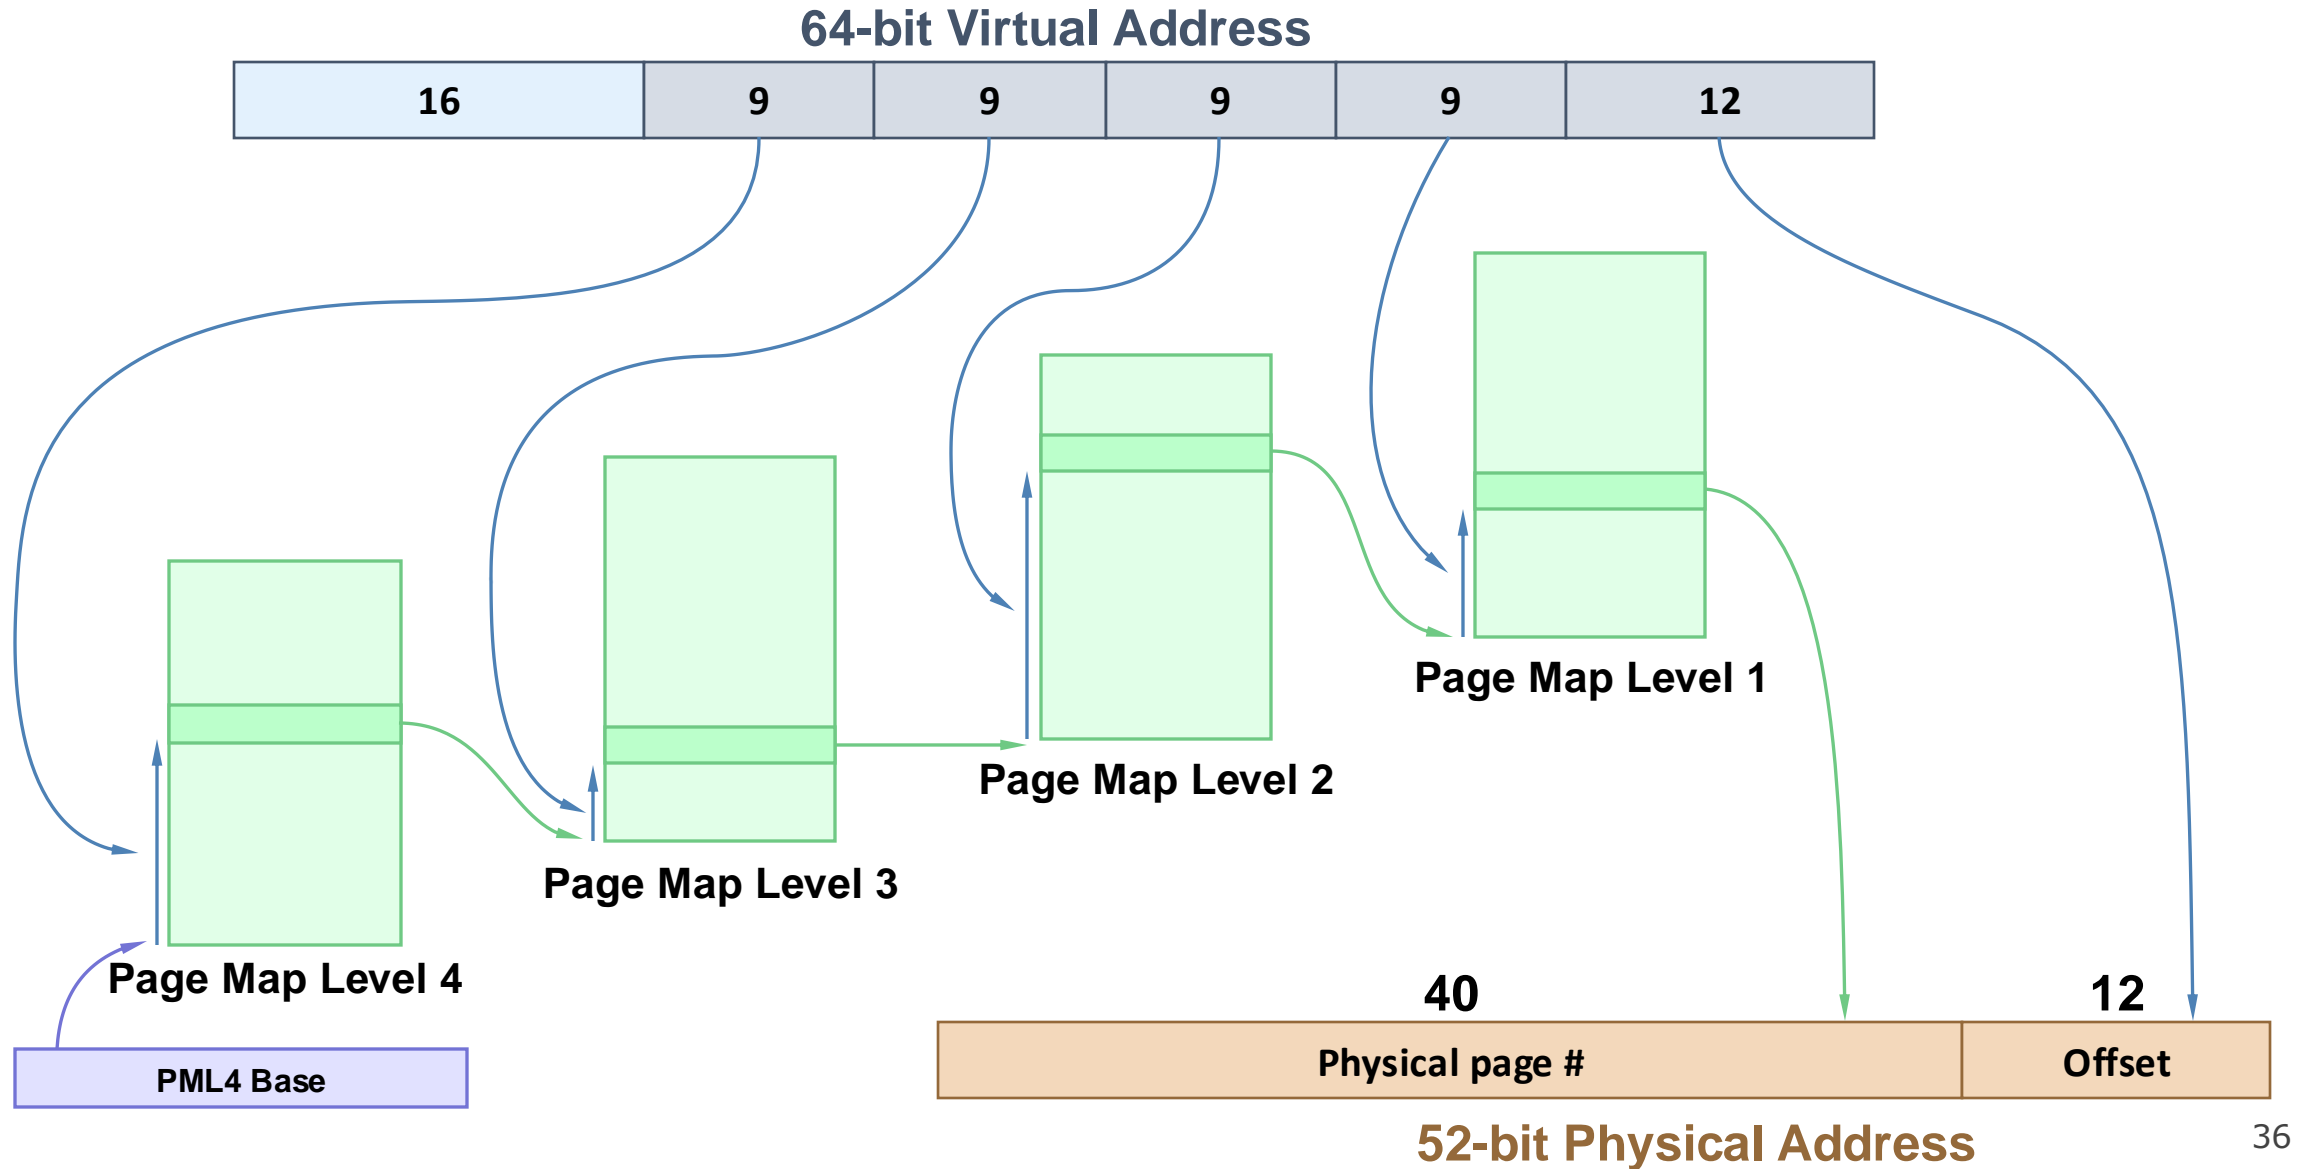 64-bit Virtual Address
16 9 9 9 9 12
Page Map Level 1
Page Map Level 2
Page Map Level 3
Page Map Level 4
40 12
PML4 Base
Physical page # Offset
52-bit Physical Address
36